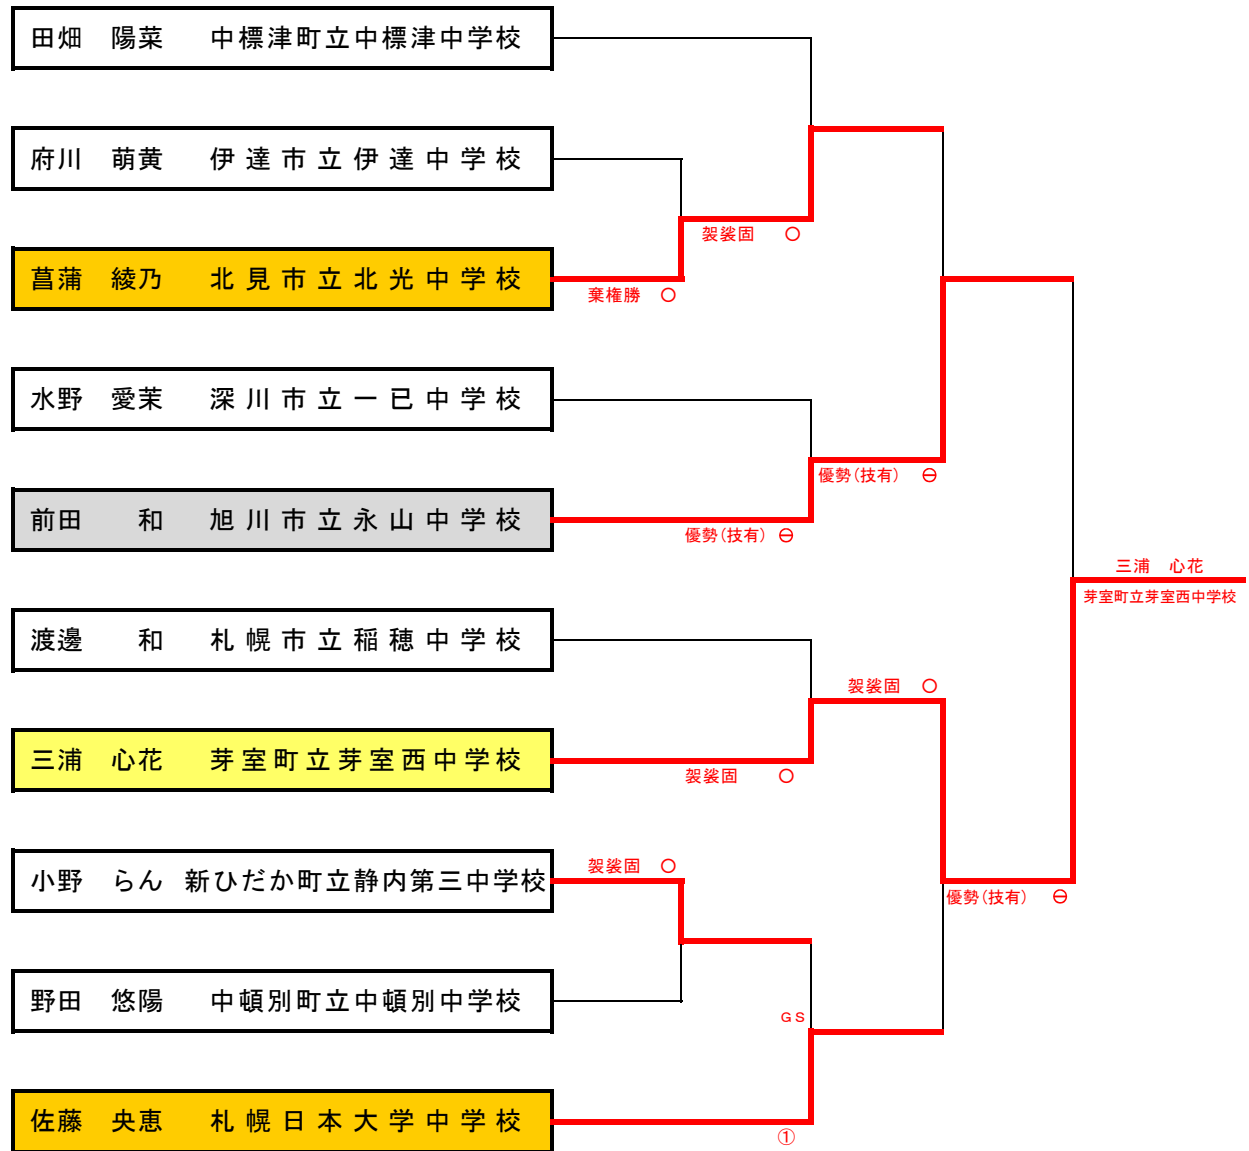 田畑　陽菜　中標津町立中標津中学校
府川　萌黄　伊達市立伊達中学校
袈裟固　○
菖蒲　綾乃　北見市立北光中学校
棄権勝　○
水野　愛茉　深川市立一已中学校
優勢（技有）　⊖
前田　和　旭川市立永山中学校
優勢（技有）　⊖
三浦　心花
芽室町立芽室西中学校
渡邊　和　札幌市立稲穂中学校
袈裟固　○
三浦　心花　芽室町立芽室西中学校
袈裟固　○
袈裟固　○
小野　らん　新ひだか町立静内第三中学校
優勢（技有）　⊖
野田　悠陽　中頓別町立中頓別中学校
ＧＳ
佐藤　央恵　札幌日本大学中学校
①